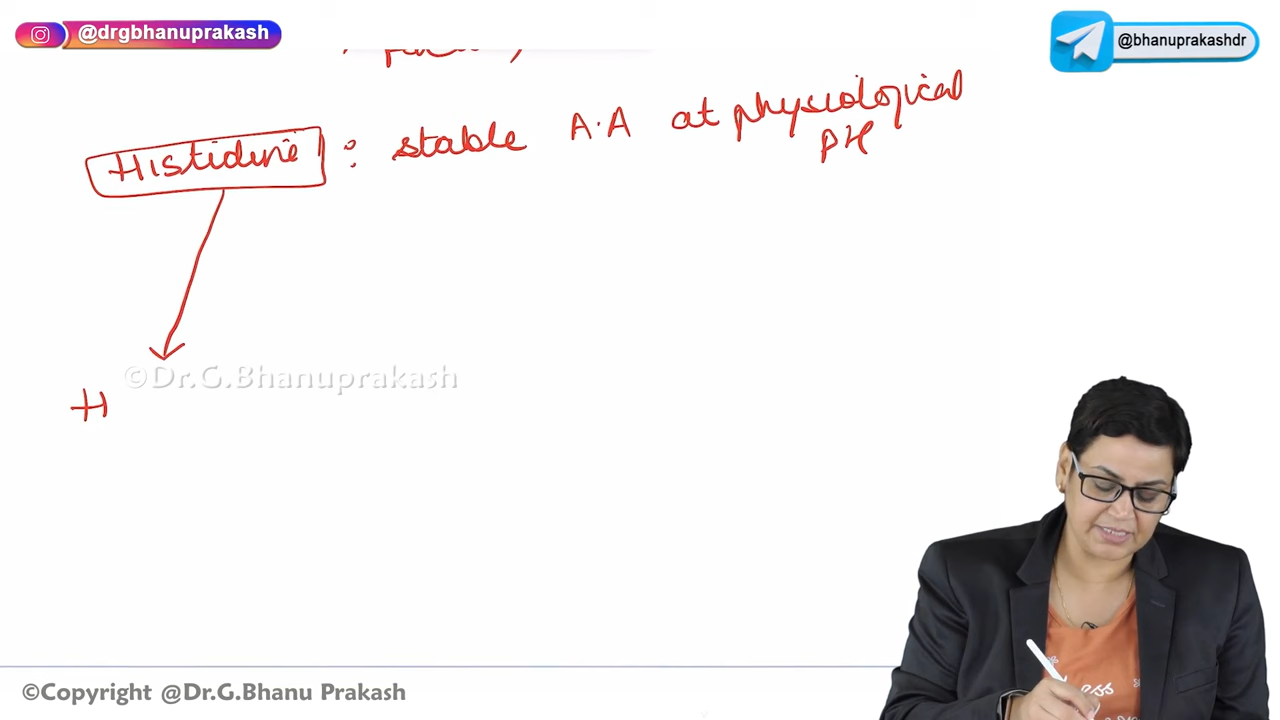 @drgbhanuprakash
@bhanuprakashdr
Histidine : stable A.A at physiological
PH
©Dr.G.Bhanuprakash
H
©Copyright @Dr.G.Bhanu Prakash